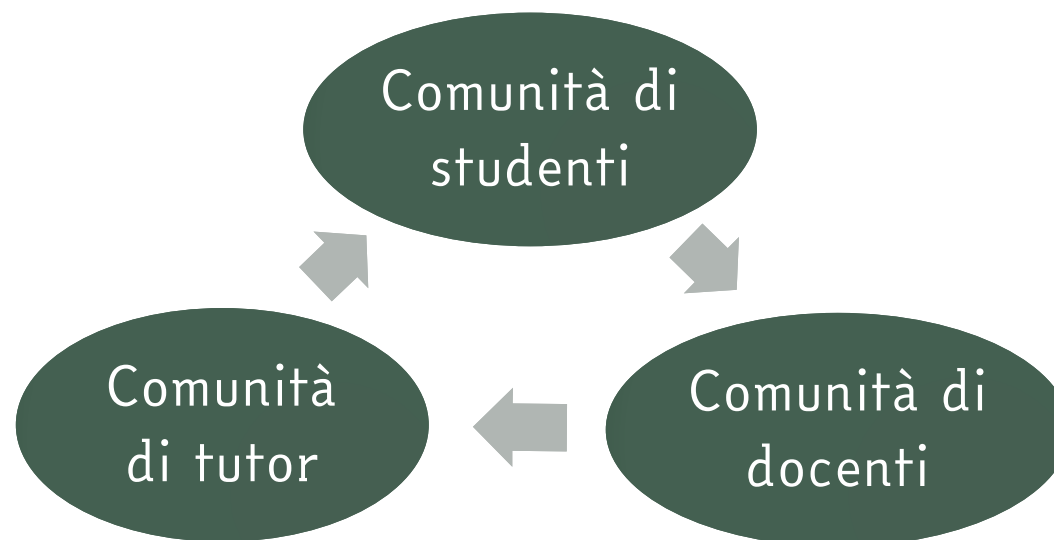 Comunità di
studenti
Comunità
di tutor
Comunità di
docenti